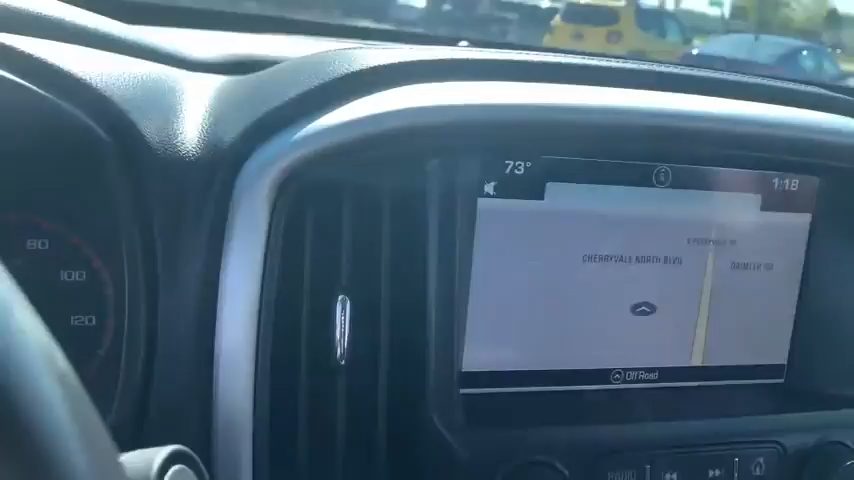 73°
1:18
CHERRYVALE NORTH BLVD
DAIMLER RD
Off Road
80
100
120
RADIO